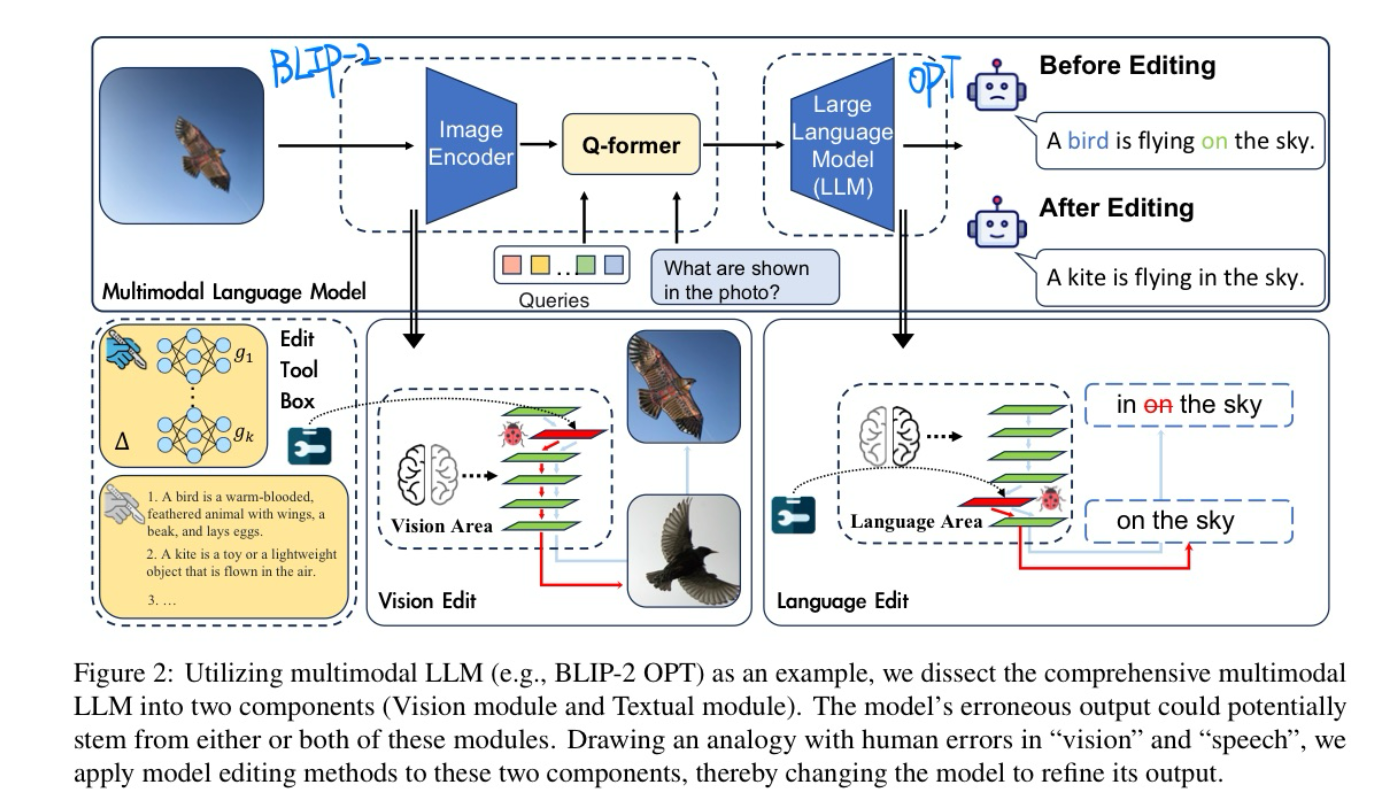 BLIP-2
OPT
Image
Encoder
Q-former
Large
Language
Model
(LLM)
Before Editing
A bird is flying on the sky.
After Editing
A kite is flying in the sky.
Queries
...
What are shown
in the photo?
Multimodal Language Model
g₁
gₖ
Δ
Edit
Tool
Box
1. A bird is a warm-blooded,
feathered animal with wings, a
beak, and lays eggs.
2. A kite is a toy or a lightweight
object that is flown in the air.
3. ...
Vision Area
Vision Edit
Language Area
in on the sky
on the sky
Language Edit
Figure 2: Utilizing multimodal LLM (e.g., BLIP-2 OPT) as an example, we dissect the comprehensive multimodal
LLM into two components (Vision module and Textual module). The model's erroneous output could potentially
stem from either or both of these modules. Drawing an analogy with human errors in “vision” and “speech”, we
apply model editing methods to these two components, thereby changing the model to refine its output.